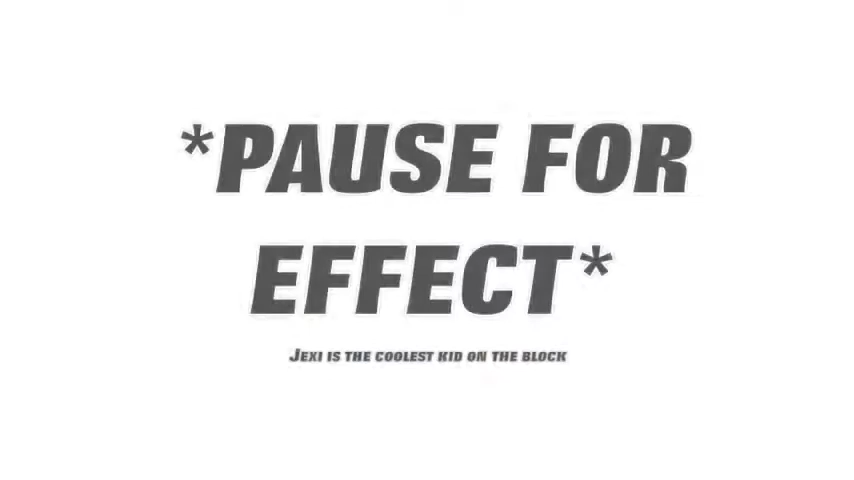 *PAUSE FOR
EFFECT*
JEXI IS THE COOLEST KID ON THE BLOCK